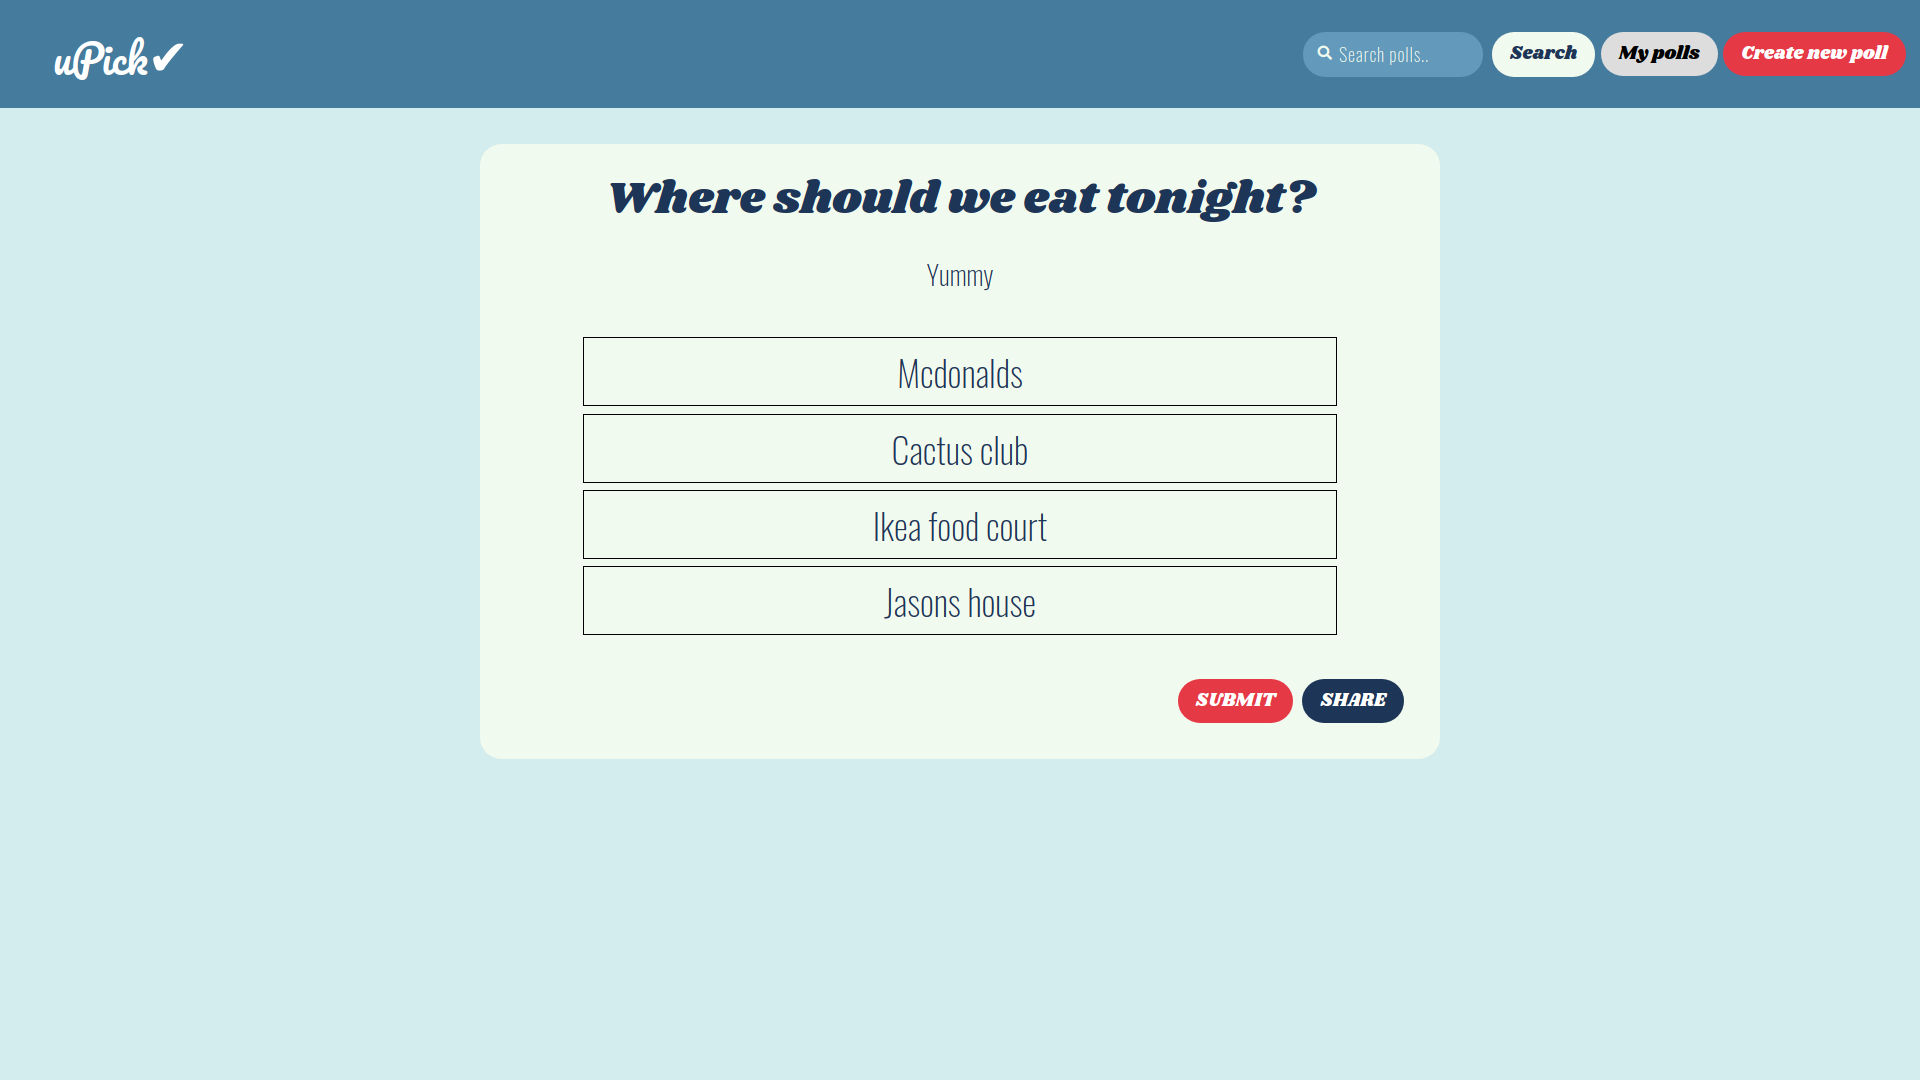 uPick✔
Search polls..
Search
My polls
Create new poll
Where should we eat tonight?
Yummy
Mcdonalds
Cactus club
Ikea food court
Jasons house
SUBMIT
SHARE